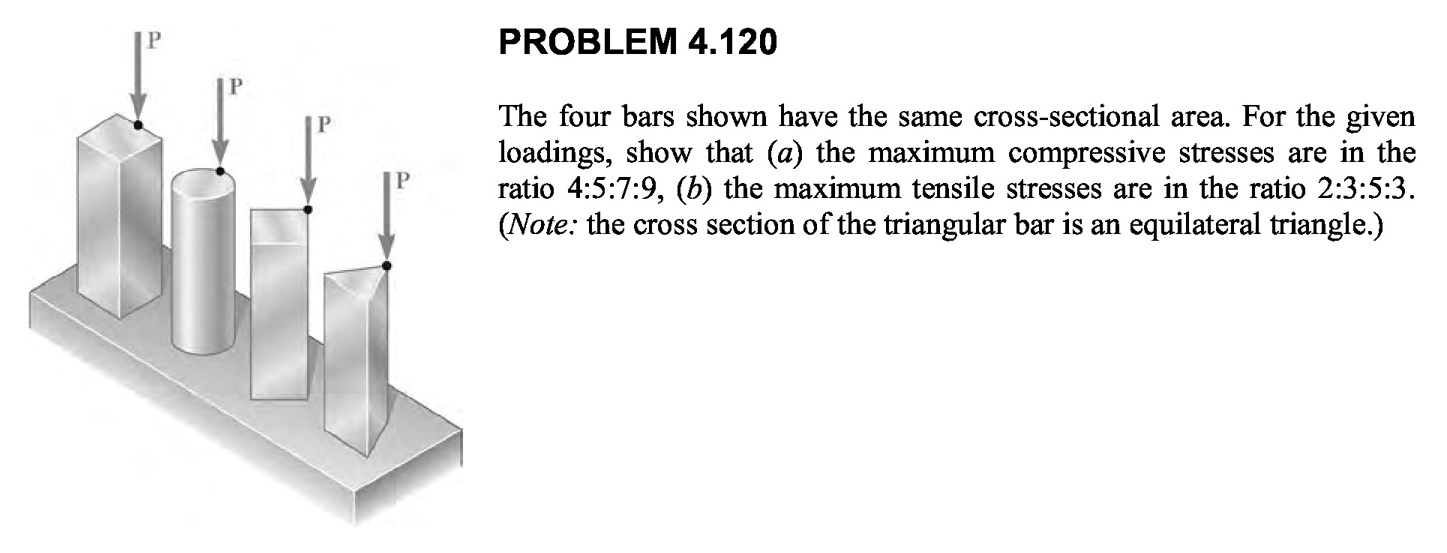 P
P
P
P
PROBLEM 4.120
The four bars shown have the same cross-sectional area. For the given
loadings, show that (a) the maximum compressive stresses are in the
ratio 4:5:7:9, (b) the maximum tensile stresses are in the ratio 2:3:5:3.
(Note: the cross section of the triangular bar is an equilateral triangle.)